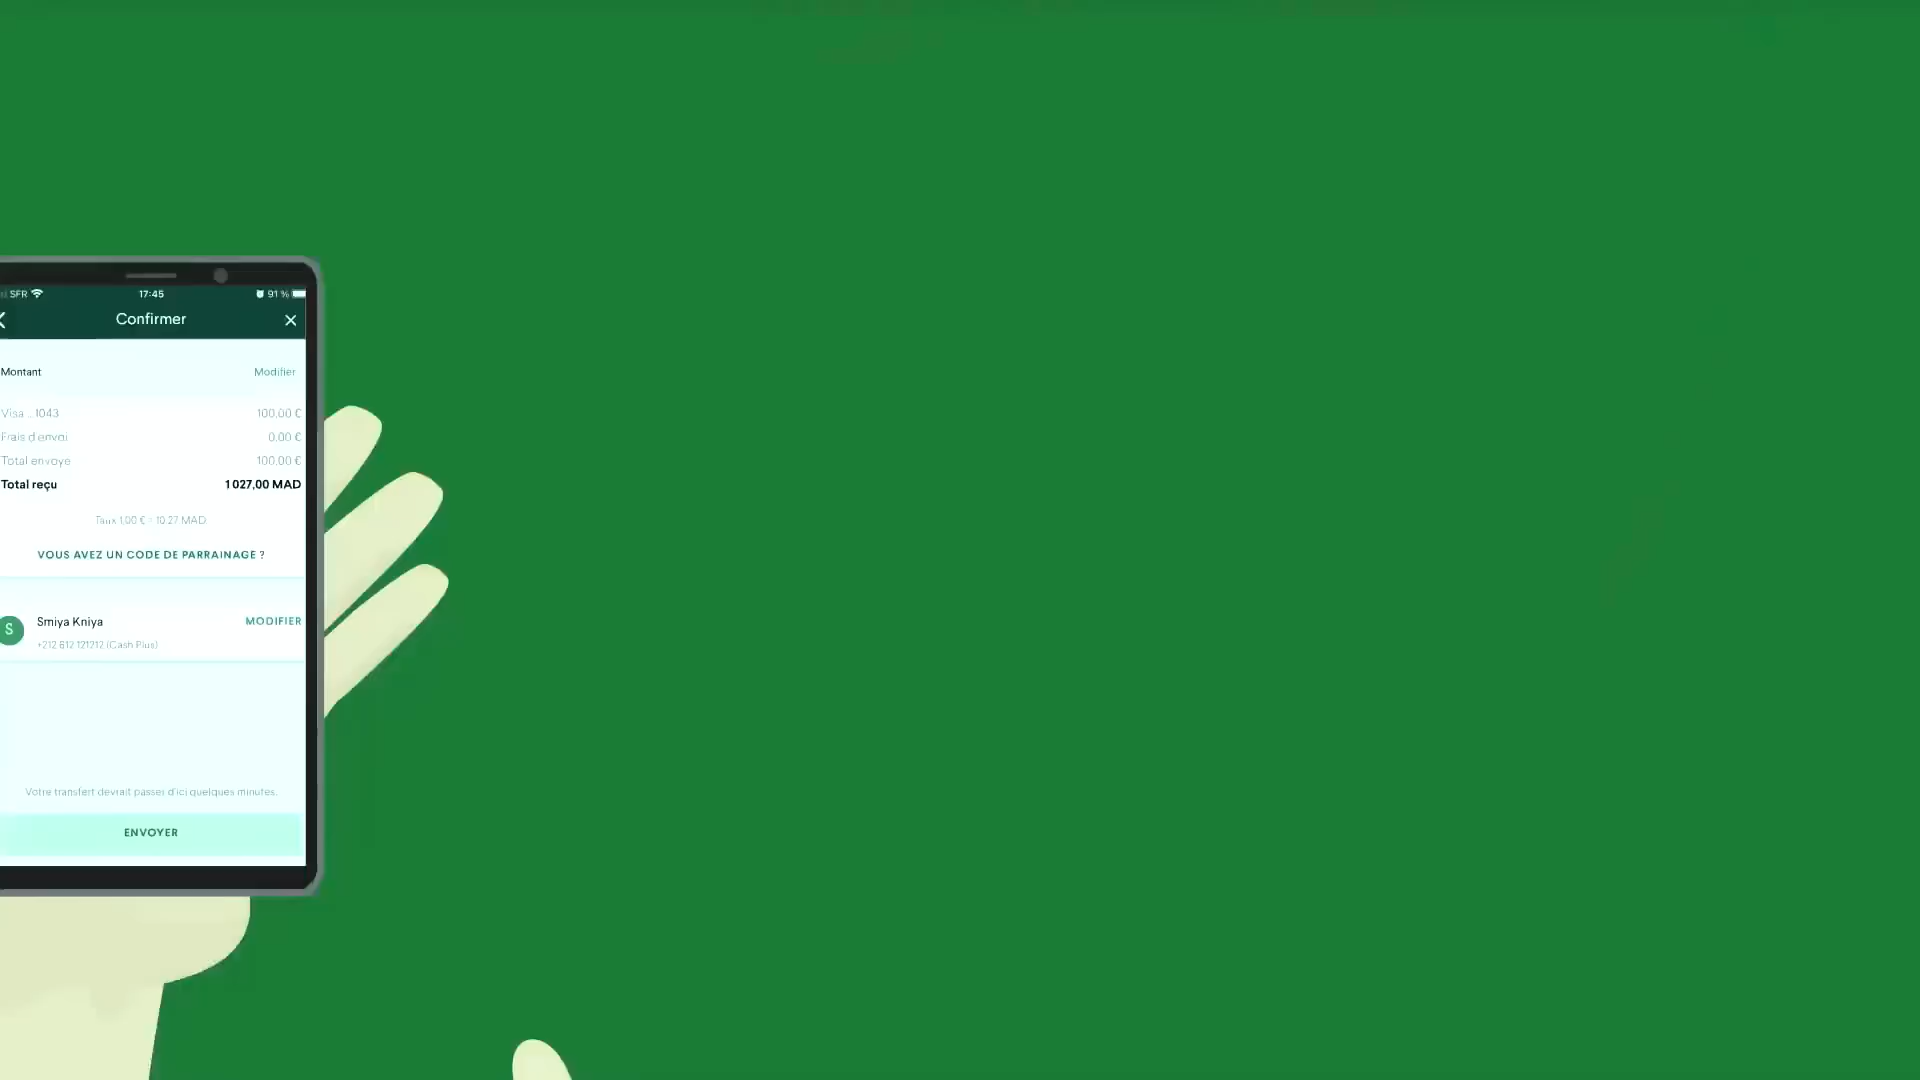 SFR 17:45 91 %
Confirmer
Montant Modifier
Visa ...1043 100,00 €
Frais d'envoi 0,00 €
Total envoye 100,00 €
Total reçu 1 027,00 MAD
Taux 1,00 € = 10.27 MAD
VOUS AVEZ UN CODE DE PARRAINAGE ?
S Smiya Kniya MODIFIER
+212 612 121212 (Cash Plus)
Votre transfert devrait passer d'ici quelques minutes.
ENVOYER